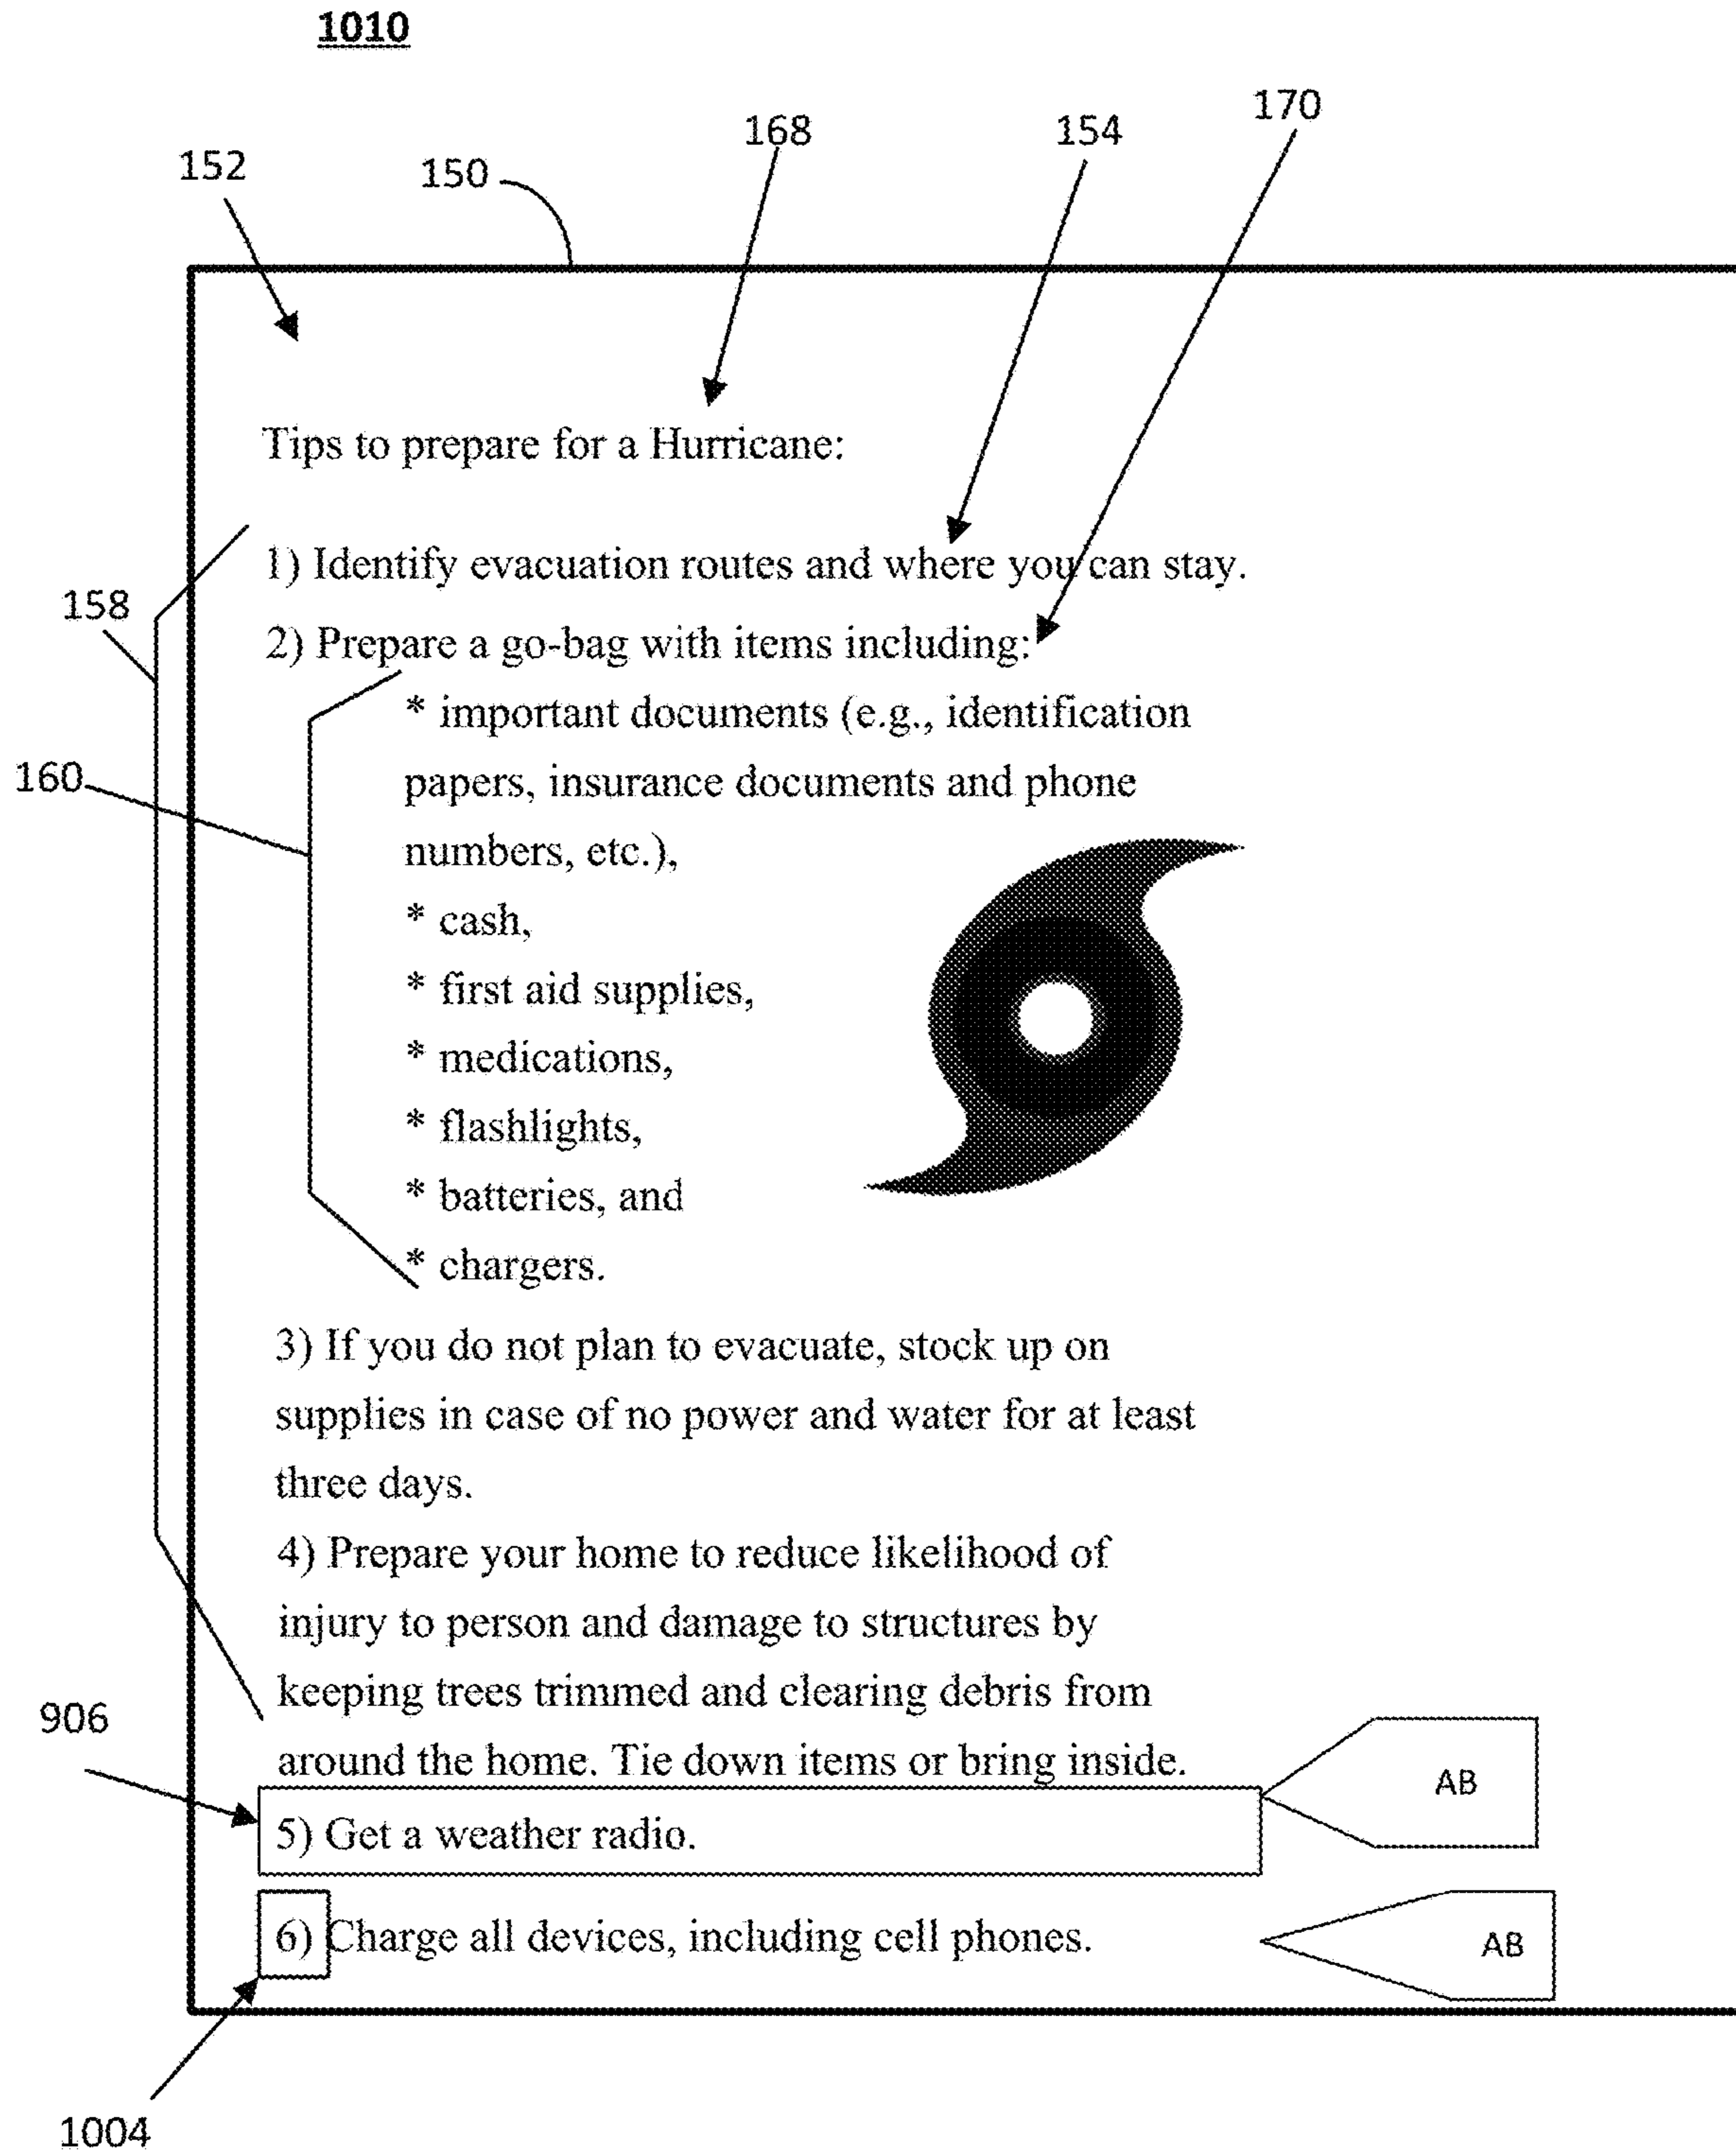 1010
170
168
154
152
150
Tips to prepare for a Hurricane:
1) Identify evacuation routes and where you can stay.
158
2) Prepare a go-bag with items including:
* important documents (e.g., identification
160
papers, insurance documents and phone
numbers, etc.),
* cash,
* first aid supplies,
* medications,
* flashlights,
* batteries, and
* chargers.
3) If you do not plan to evacuate, stock up on
supplies in case of no power and water for at least
three days.
4) Prepare your home to reduce likelihood of
injury to person and damage to structures by
keeping trees trimmed and clearing debris from
906
around the home. Tie down items or bring inside.
AB
5) Get a weather radio.
6) Charge all devices, including cell phones.
AB
1004